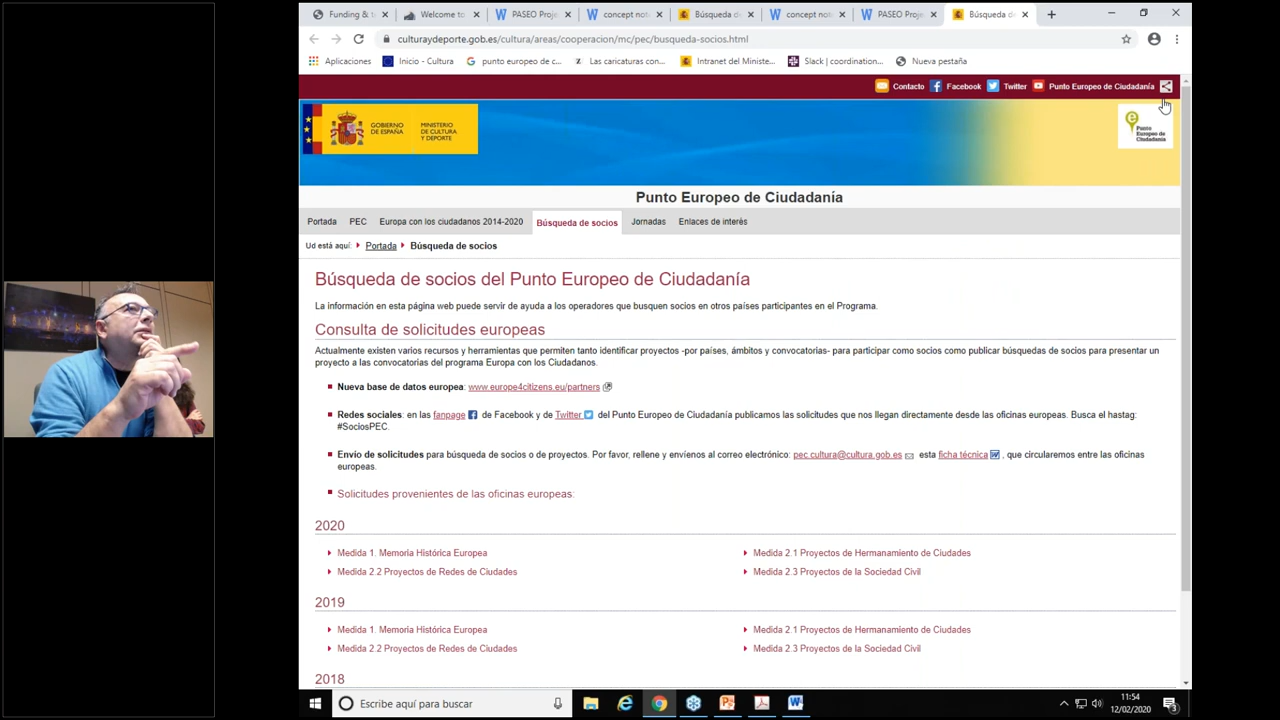 Funding & t
Welcome to
PASEO Proje
concept not
Búsqueda de
concept not
PASEO Proj
Búsqueda de
culturaydeporte.gob.es/cultura/areas/cooperacion/mc/pec/busqueda-socios.html
Aplicaciones
Inicio - Cultura
punto europeo de c...
Las caricaturas con...
Intranet del Ministe...
Slack | coordination...
Nueva pestaña
Contacto Facebook Twitter Punto Europeo de Ciudadanía
GOBIERNO DE ESPAÑA
MINISTERIO DE CULTURA Y DEPORTE
Punto Europeo de Ciudadanía
Punto Europeo de Ciudadanía
Portada PEC Europa con los ciudadanos 2014-2020 Búsqueda de socios Jornadas Enlaces de interés
Ud está aquí: Portada Búsqueda de socios
Búsqueda de socios del Punto Europeo de Ciudadanía
La información en esta página web puede servir de ayuda a los operadores que busquen socios en otros países participantes en el Programa.
Consulta de solicitudes europeas
Actualmente existen varios recursos y herramientas que permiten tanto identificar proyectos -por países, ámbitos y convocatorias- para participar como socios como publicar búsquedas de socios para presentar un
proyecto a las convocatorias del programa Europa con los Ciudadanos.
Nueva base de datos europea: www.europe4citizens.eu/partners
Redes sociales: en las fanpage de Facebook y de Twitter del Punto Europeo de Ciudadanía publicamos las solicitudes que nos llegan directamente desde las oficinas europeas. Busca el hastag:
#SociosPEC.
Envío de solicitudes para búsqueda de socios o de proyectos. Por favor, rellene y envíenos al correo electrónico: pec.cultura@cultura.gob.es esta ficha técnica , que circularemos entre las oficinas
europeas.
Solicitudes provenientes de las oficinas europeas:
2020
Medida 1. Memoria Histórica Europea
Medida 2.1 Proyectos de Hermanamiento de Ciudades
Medida 2.2 Proyectos de Redes de Ciudades
Medida 2.3 Proyectos de la Sociedad Civil
2019
Medida 1. Memoria Histórica Europea
Medida 2.1 Proyectos de Hermanamiento de Ciudades
Medida 2.2 Proyectos de Redes de Ciudades
Medida 2.3 Proyectos de la Sociedad Civil
2018
Escribe aquí para buscar
11:54
12/02/2020
3